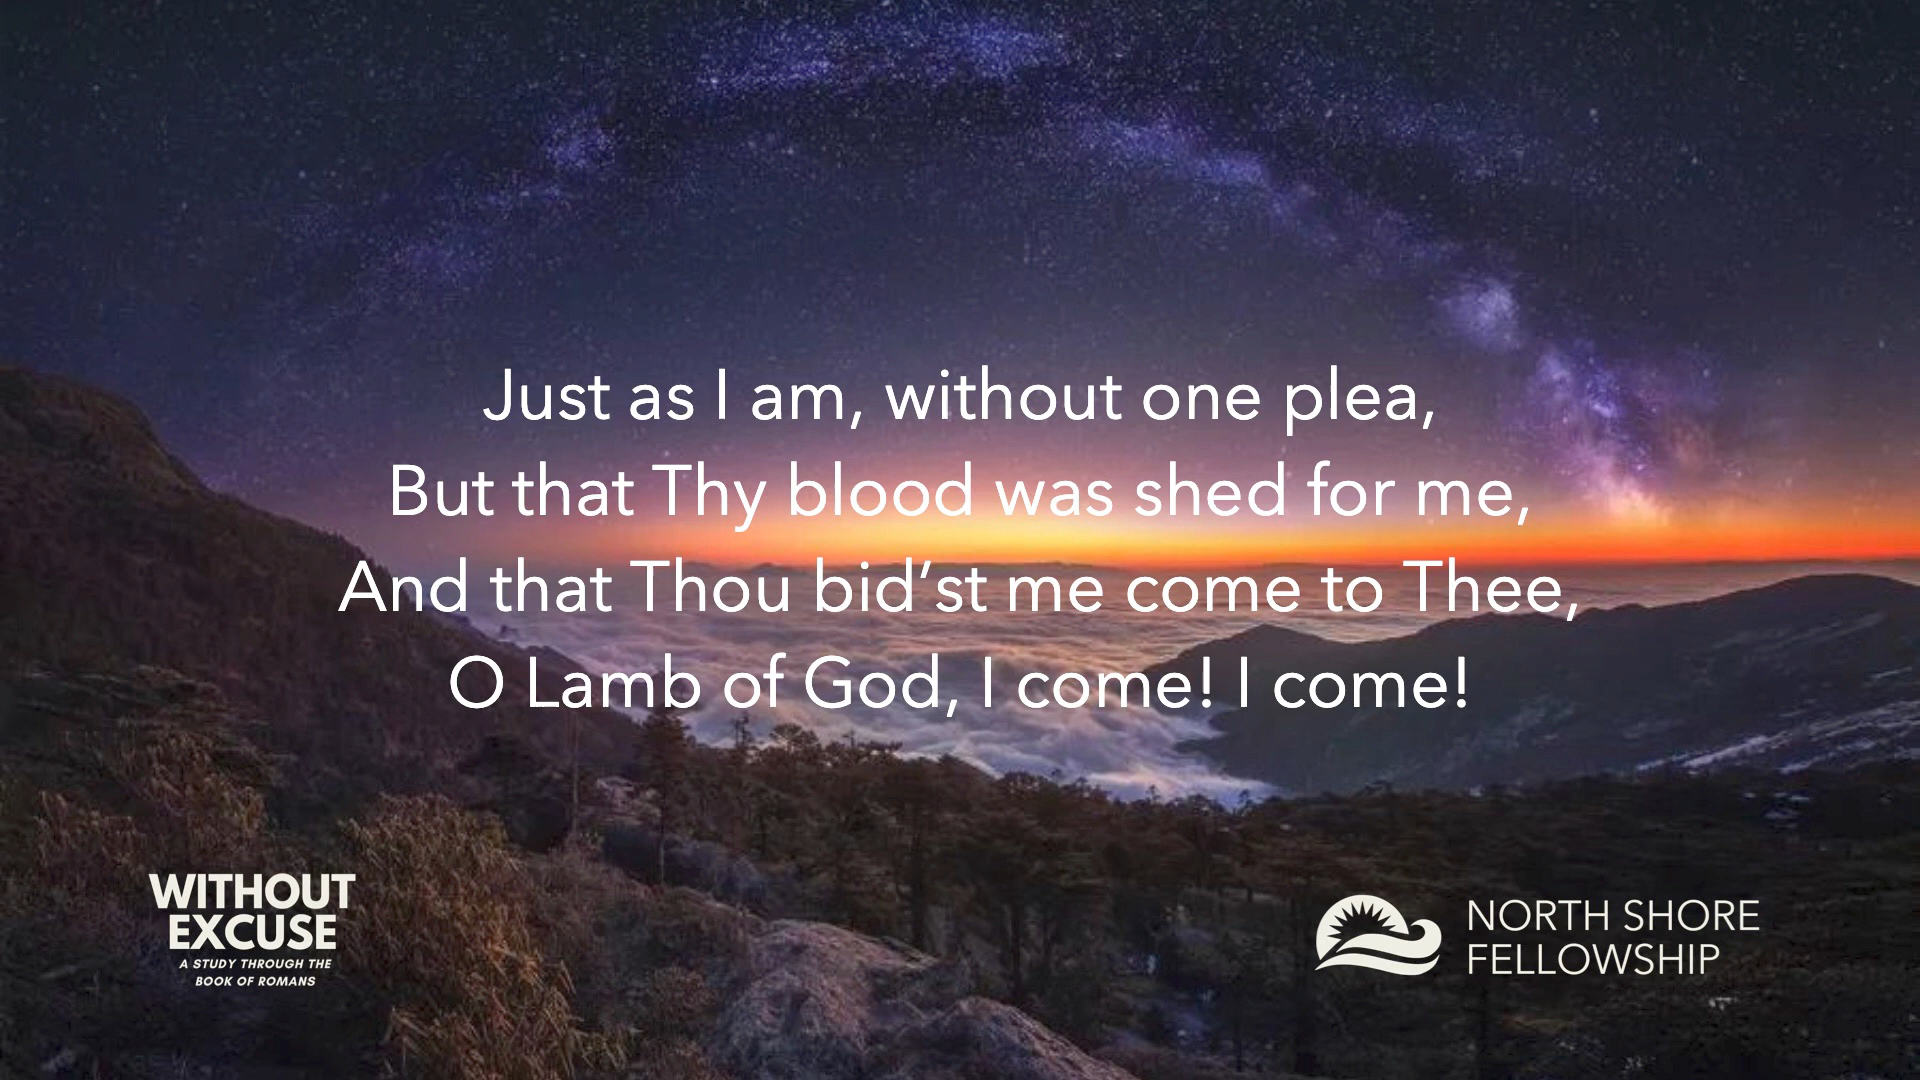 Just as I am, without one plea,
But that Thy blood was shed for me,
And that Thou bid’st me come to Thee,
O Lamb of God, I come! I come!
WITHOUT
EXCUSE
A STUDY THROUGH THE
BOOK OF ROMANS
NORTH SHORE
FELLOWSHIP